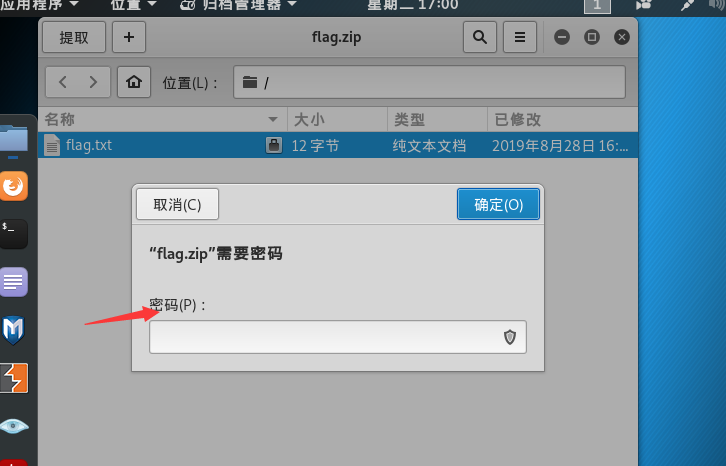 应用程序 位置 归档管理器 星期二 17:00 1
提取 + flag.zip
位置(L)： /
名称 大小 类型 已修改
flag.txt 12 字节 纯文本文档 2019年8月28日 16:...
取消(C) 确定(O)
“flag.zip”需要密码
密码(P)：
$_